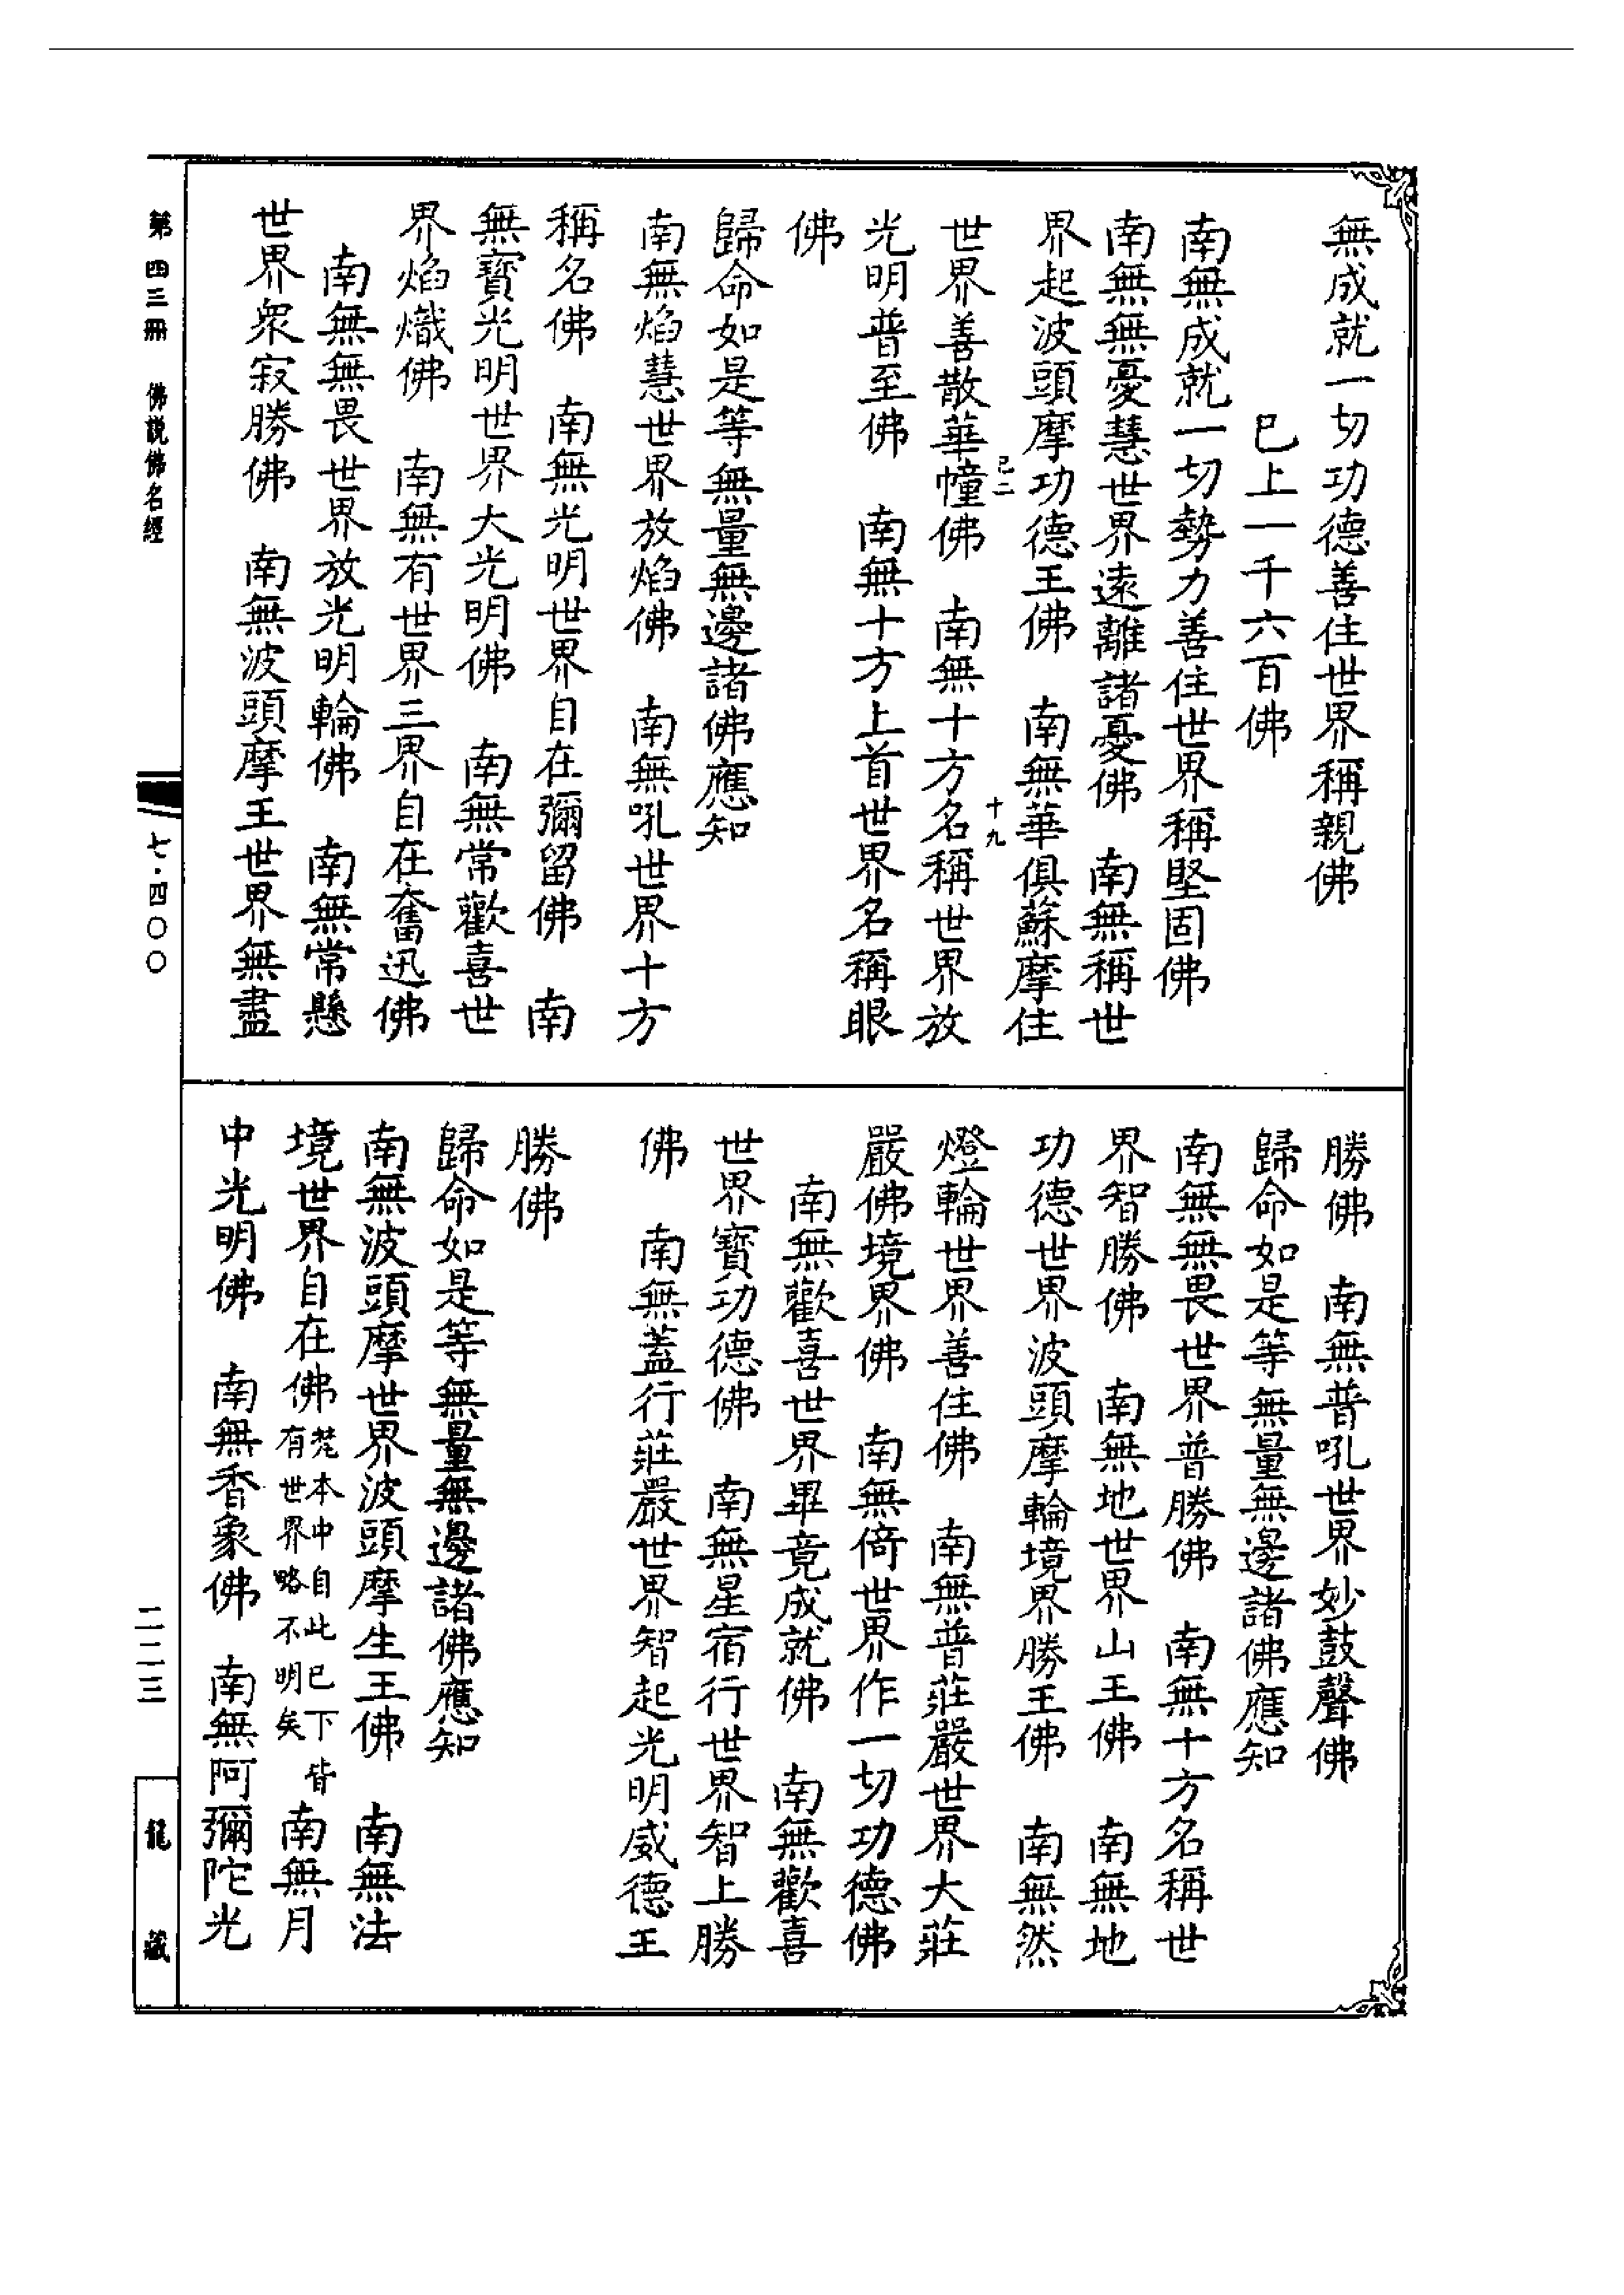 無成就一切功德善住世界稱親佛
已上一千六百佛
南無成就一切勢力善住世界稱堅固佛
南無無憂慧世界遠離諸憂佛　南無稱世
界起波頭摩功德王佛　南無華俱蘇摩住
世界善散華幢佛　南無十方名稱世界放
光明普至佛　南無十方上首世界名稱眼
佛
歸命如是等無量無邊諸佛應知
南無焰慧世界放焰佛　南無吼世界十方
稱名佛　南無光明世界自在彌留佛　南
無寶光明世界大光明佛　南無常歡喜世
界焰熾佛　南無有世界三界自在奮迅佛
南無無畏世界放光明輪佛　南無常懸
世界衆寂勝佛　南無波頭摩王世界無盡
勝佛　南無普吼世界妙鼓聲佛
歸命如是等無量無邊諸佛應知
南無無畏世界普勝佛　南無十方名稱世
界智勝佛　南無地世界山王佛　南無地
功德世界波頭摩輪境界勝王佛　南無然
燈輪世界善住佛　南無普莊嚴世界大莊
嚴佛境界佛　南無倚世界作一切功德佛
南無歡喜世界畢竟成就佛　南無歡喜
世界寶功德佛　南無星宿行世界智上勝
佛　南無蓋行莊嚴世界智起光明威德王
勝佛
歸命如是等無量無邊諸佛應知
南無波頭摩世界波頭摩生王佛　南無法
境世界自在佛梵本中自此已下皆有世界略不明矣南無月
中光明佛　南無香象佛　南無阿彌陀光
第四三冊　佛説佛名經
七·四〇〇
二二三
龍藏
已二
十九